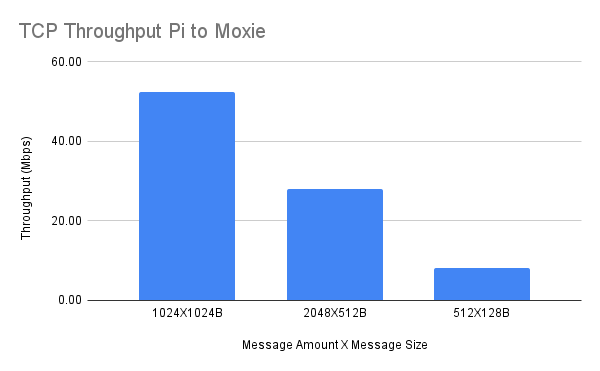 TCP Throughput Pi to Moxie
60.00
40.00
20.00
0.00
Throughput (Mbps)
1024X1024B
2048X512B
512X128B
Message Amount X Message Size